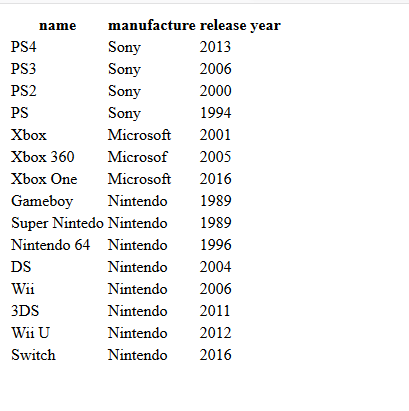 name manufacture release year
PS4 Sony 2013
PS3 Sony 2006
PS2 Sony 2000
PS Sony 1994
Xbox Microsoft 2001
Xbox 360 Microsof 2005
Xbox One Microsoft 2016
Gameboy Nintendo 1989
Super Nintedo Nintendo 1989
Nintendo 64 Nintendo 1996
DS Nintendo 2004
Wii Nintendo 2006
3DS Nintendo 2011
Wii U Nintendo 2012
Switch Nintendo 2016